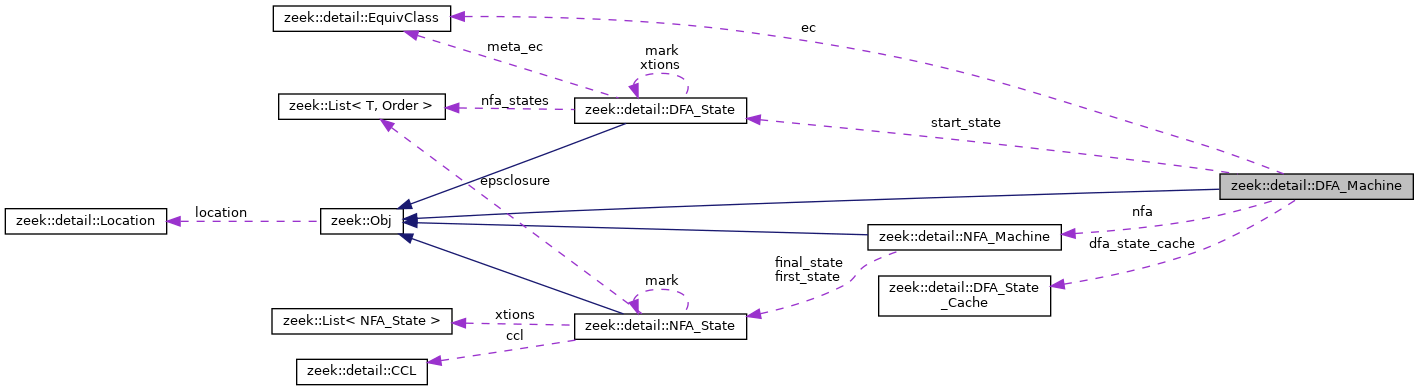 zeek::detail::EquivClass
ec
meta_ec
mark
xtions
zeek::List< T, Order >
nfa_states
zeek::detail::DFA_State
start_state
epsclosure
zeek::detail::DFA_Machine
zeek::detail::Location
location
zeek::Obj
nfa
zeek::detail::NFA_Machine
dfa_state_cache
final_state
first_state
zeek::detail::DFA_State
_Cache
mark
zeek::List< NFA_State >
xtions
zeek::detail::NFA_State
ccl
zeek::detail::CCL